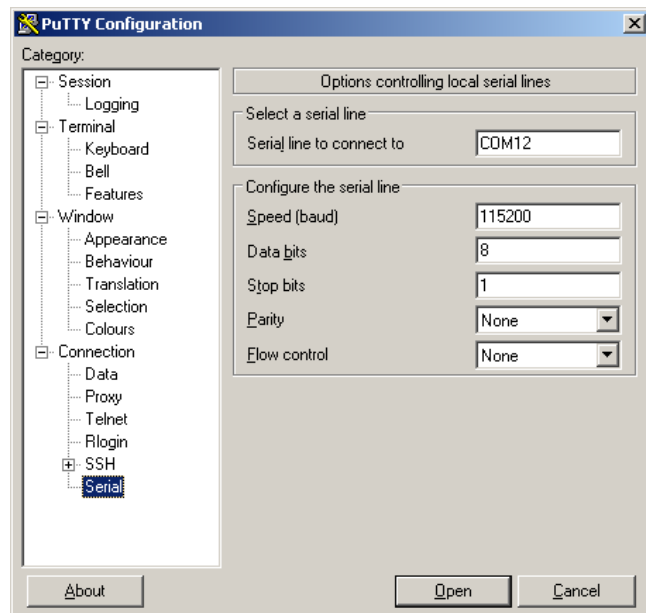 PuTTY Configuration
Category:
Session
Logging
Terminal
Keyboard
Bell
Features
Window
Appearance
Behaviour
Translation
Selection
Colours
Connection
Data
Proxy
Telnet
Rlogin
SSH
Serial
Options controlling local serial lines
Select a serial line
Serial line to connect to COM12
Configure the serial line
Speed (baud) 115200
Data bits 8
Stop bits 1
Parity None
Flow control None
About Open Cancel